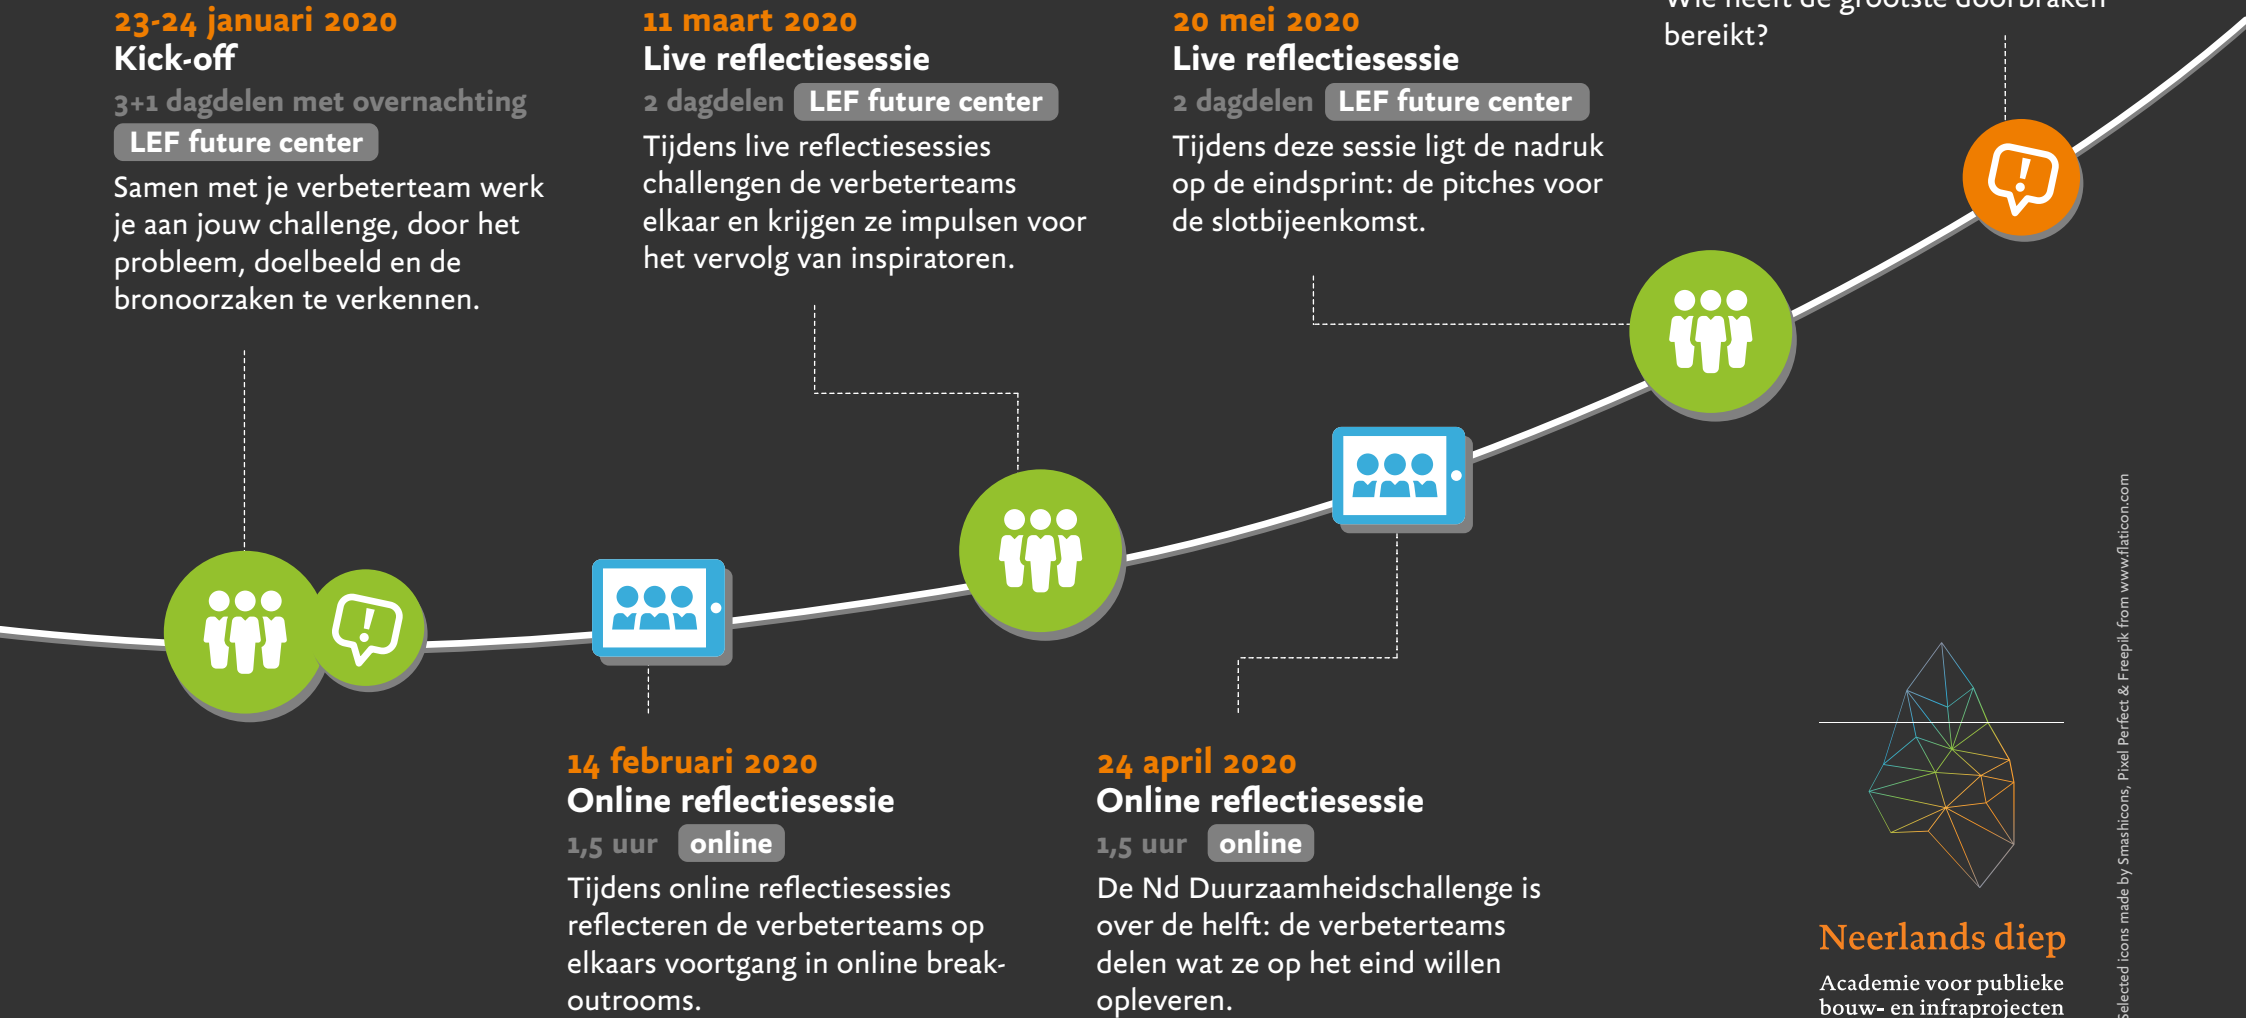 23-24 januari 2020
Kick-off
3+1 dagdelen met overnachting
LEF future center
Samen met je verbeterteam werk
je aan jouw challenge, door het
probleem, doelbeeld en de
bronoorzaken te verkennen.
11 maart 2020
Live reflectiesessie
2 dagdelen LEF future center
Tijdens live reflectiesessies
challengen de verbeterteams
elkaar en krijgen ze impulsen voor
het vervolg van inspiratoren.
20 mei 2020
Live reflectiesessie
2 dagdelen LEF future center
Tijdens deze sessie ligt de nadruk
op de eindsprint: de pitches voor
de slotbijeenkomst.
Wie heeft de grootste doorbraken
bereikt?
14 februari 2020
Online reflectiesessie
1,5 uur online
Tijdens online reflectiesessies
reflecteren de verbeterteams op
elkaars voortgang in online break-
outrooms.
24 april 2020
Online reflectiesessie
1,5 uur online
De Nd Duurzaamheidschallenge is
over de helft: de verbeterteams
delen wat ze op het eind willen
opleveren.
Neerlands diep
Academie voor publieke
bouw- en infraprojecten
Selected icons made by Smashicons, Pixel Perfect & Freepik from www.flaticon.com